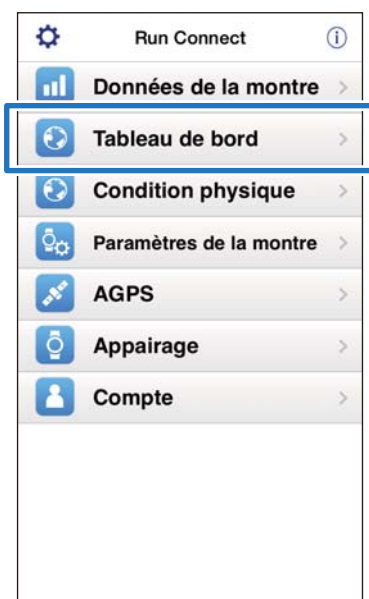 Run Connect
Données de la montre
Tableau de bord
Condition physique
Paramètres de la montre
AGPS
Appairage
Compte